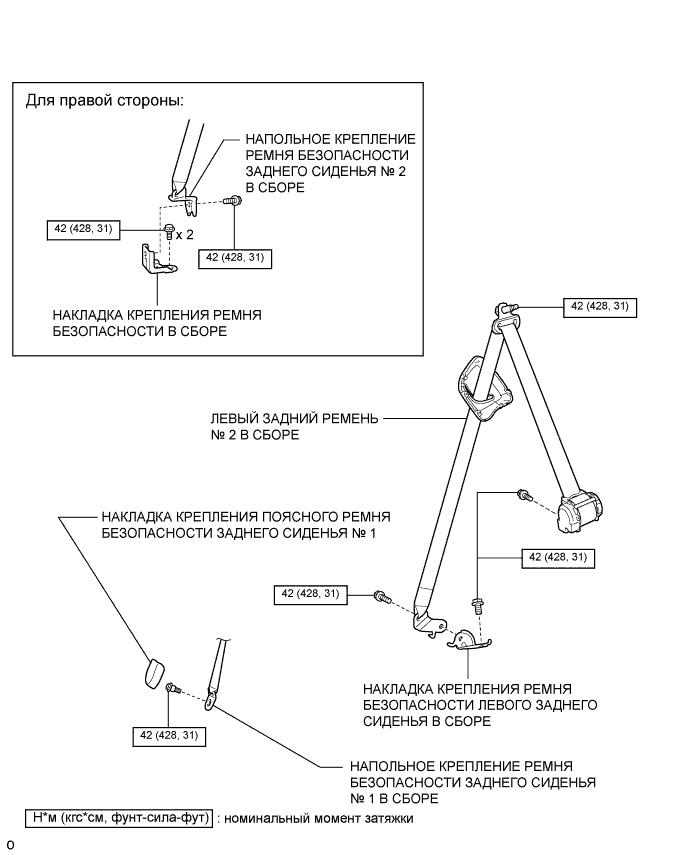 Для правой стороны:
НАПОЛЬНОЕ КРЕПЛЕНИЕ
РЕМНЯ БЕЗОПАСНОСТИ
ЗАДНЕГО СИДЕНЬЯ № 2
В СБОРЕ
42 (428, 31)
x 2
42 (428, 31)
НАКЛАДКА КРЕПЛЕНИЯ РЕМНЯ
БЕЗОПАСНОСТИ В СБОРЕ
42 (428, 31)
ЛЕВЫЙ ЗАДНИЙ РЕМЕНЬ
№ 2 В СБОРЕ
НАКЛАДКА КРЕПЛЕНИЯ ПОЯСНОГО РЕМНЯ
БЕЗОПАСНОСТИ ЗАДНЕГО СИДЕНЬЯ № 1
42 (428, 31)
42 (428, 31)
НАКЛАДКА КРЕПЛЕНИЯ РЕМНЯ
БЕЗОПАСНОСТИ ЛЕВОГО ЗАДНЕГО
СИДЕНЬЯ В СБОРЕ
42 (428, 31)
НАПОЛЬНОЕ КРЕПЛЕНИЕ РЕМНЯ
БЕЗОПАСНОСТИ ЗАДНЕГО СИДЕНЬЯ
№ 1 В СБОРЕ
Н*м (кгс*см, фунт-сила-фут) : номинальный момент затяжки
O